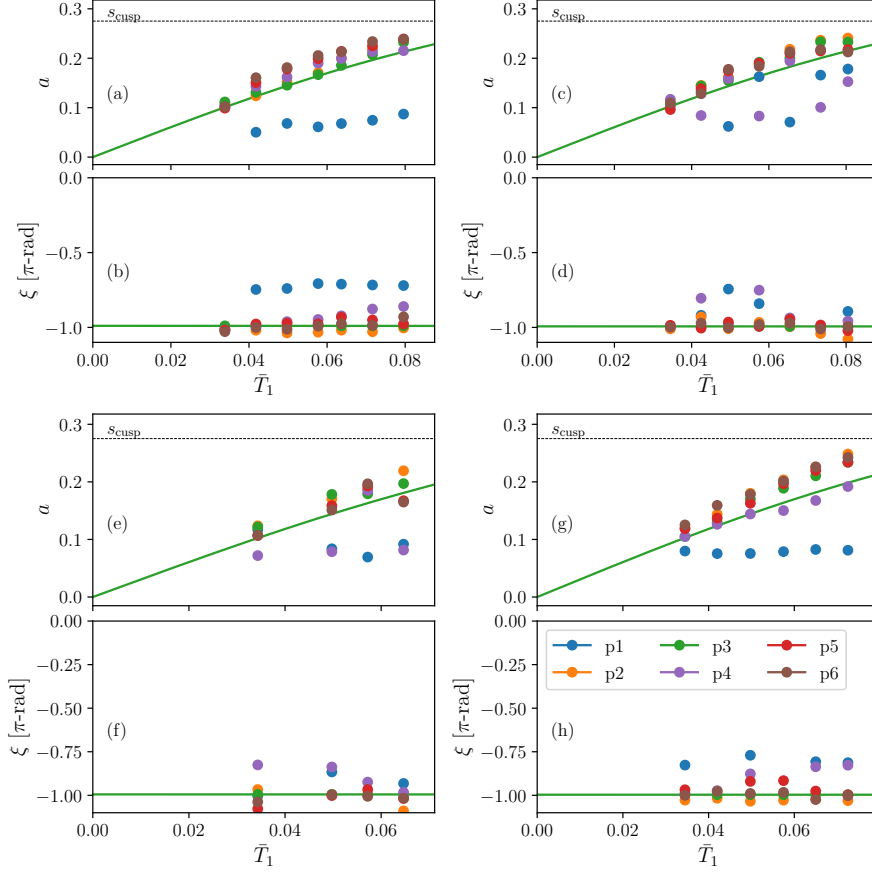 0.3
s_cusp
0.2
a
0.1
(a)
0.0
0.3
s_cusp
0.2
a
0.1
(c)
0.0
0.0
−0.5
ξ [π-rad]
(b)
−1.0
0.00 0.02 0.04 0.06 0.08
T̄₁
0.0
−0.5
ξ [π-rad]
(d)
−1.0
0.00 0.02 0.04 0.06 0.08
T̄₁
0.3
s_cusp
0.2
a
0.1
(e)
0.0
0.3
s_cusp
0.2
a
0.1
(g)
0.0
0.00
−0.25
−0.50
ξ [π-rad]
−0.75
(f)
−1.00
0.00 0.02 0.04 0.06
T̄₁
0.00
p1 p3 p5
p2 p4 p6
−0.25
−0.50
ξ [π-rad]
−0.75
(h)
−1.00
0.00 0.02 0.04 0.06
T̄₁